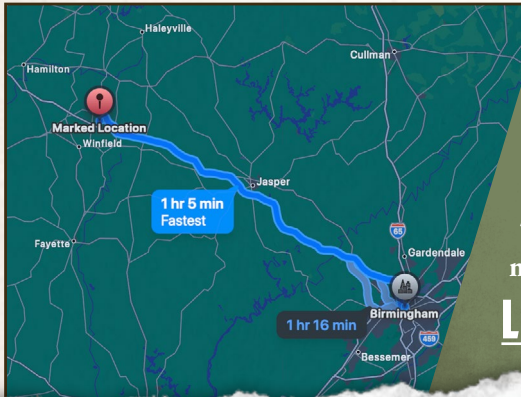 Haleyville
Cullman
Hamilton
Marked Location
Winfield
Jasper
1 hr 5 min
Fastest
Fayette
65
Gardendale
Birmingham
1 hr 16 min
459
Bessemer